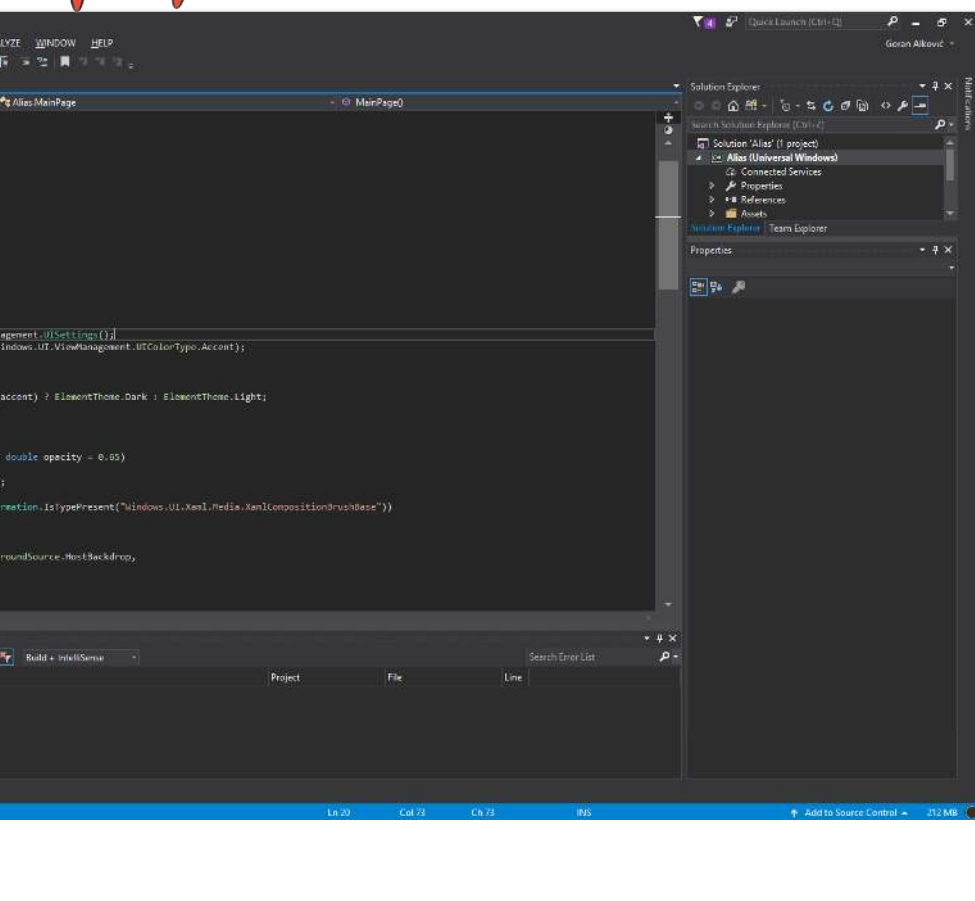 Quick Launch (Ctrl+Q)
LYZE WINDOW HELP
Goran Alković
Alias.MainPage MainPage()
Notifications
Solution Explorer
Search Solution Explorer (Ctrl+č)
Solution 'Alias' (1 project)
Alias (Universal Windows)
Connected Services
Properties
References
Assets
Solution Explorer Team Explorer
Properties
agement.UISettings();
indows.UI.ViewManagement.UIColorType.Accent);
accent) ? ElementTheme.Dark : ElementTheme.Light;
double opacity = 0.65)
;
rmation.IsTypePresent("Windows.UI.Xaml.Media.XamlCompositionBrushBase"))
roundSource.HostBackdrop,
Build + IntelliSense Search Error List
Project File Line
Ln 20 Col 73 Ch 73 INS Add to Source Control 212 MB